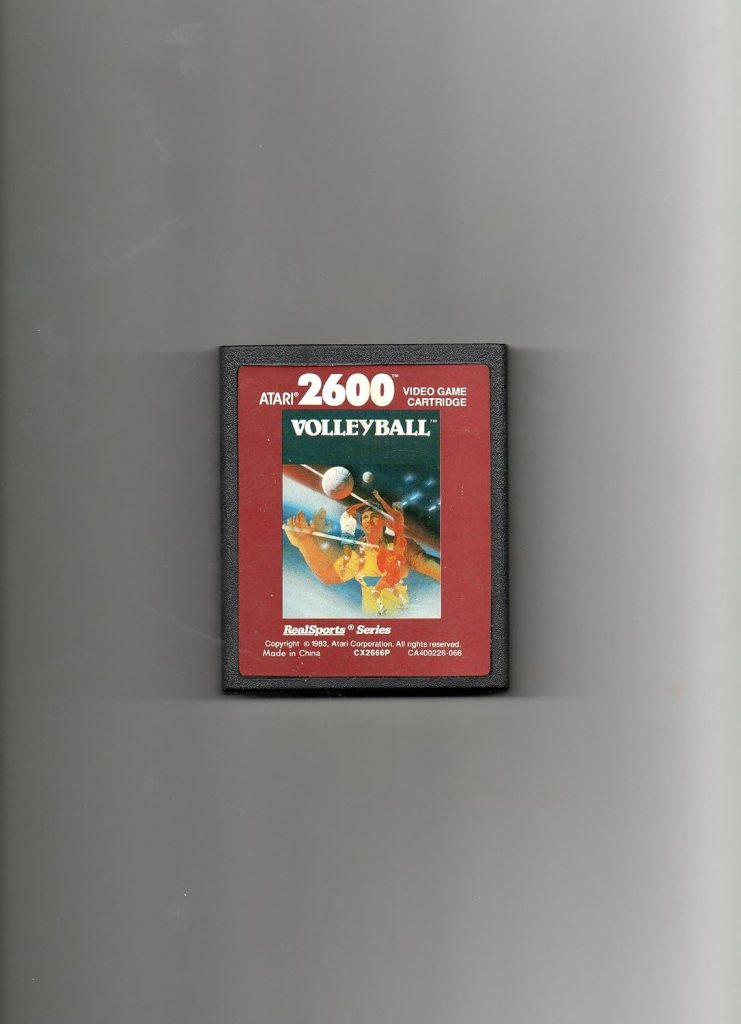 ATARI® 2600™ VIDEO GAME CARTRIDGE
VOLLEYBALL™
RealSports® Series
Copyright © 1983, Atari Corporation. All rights reserved.
Made in China CX2666P CA400226-066